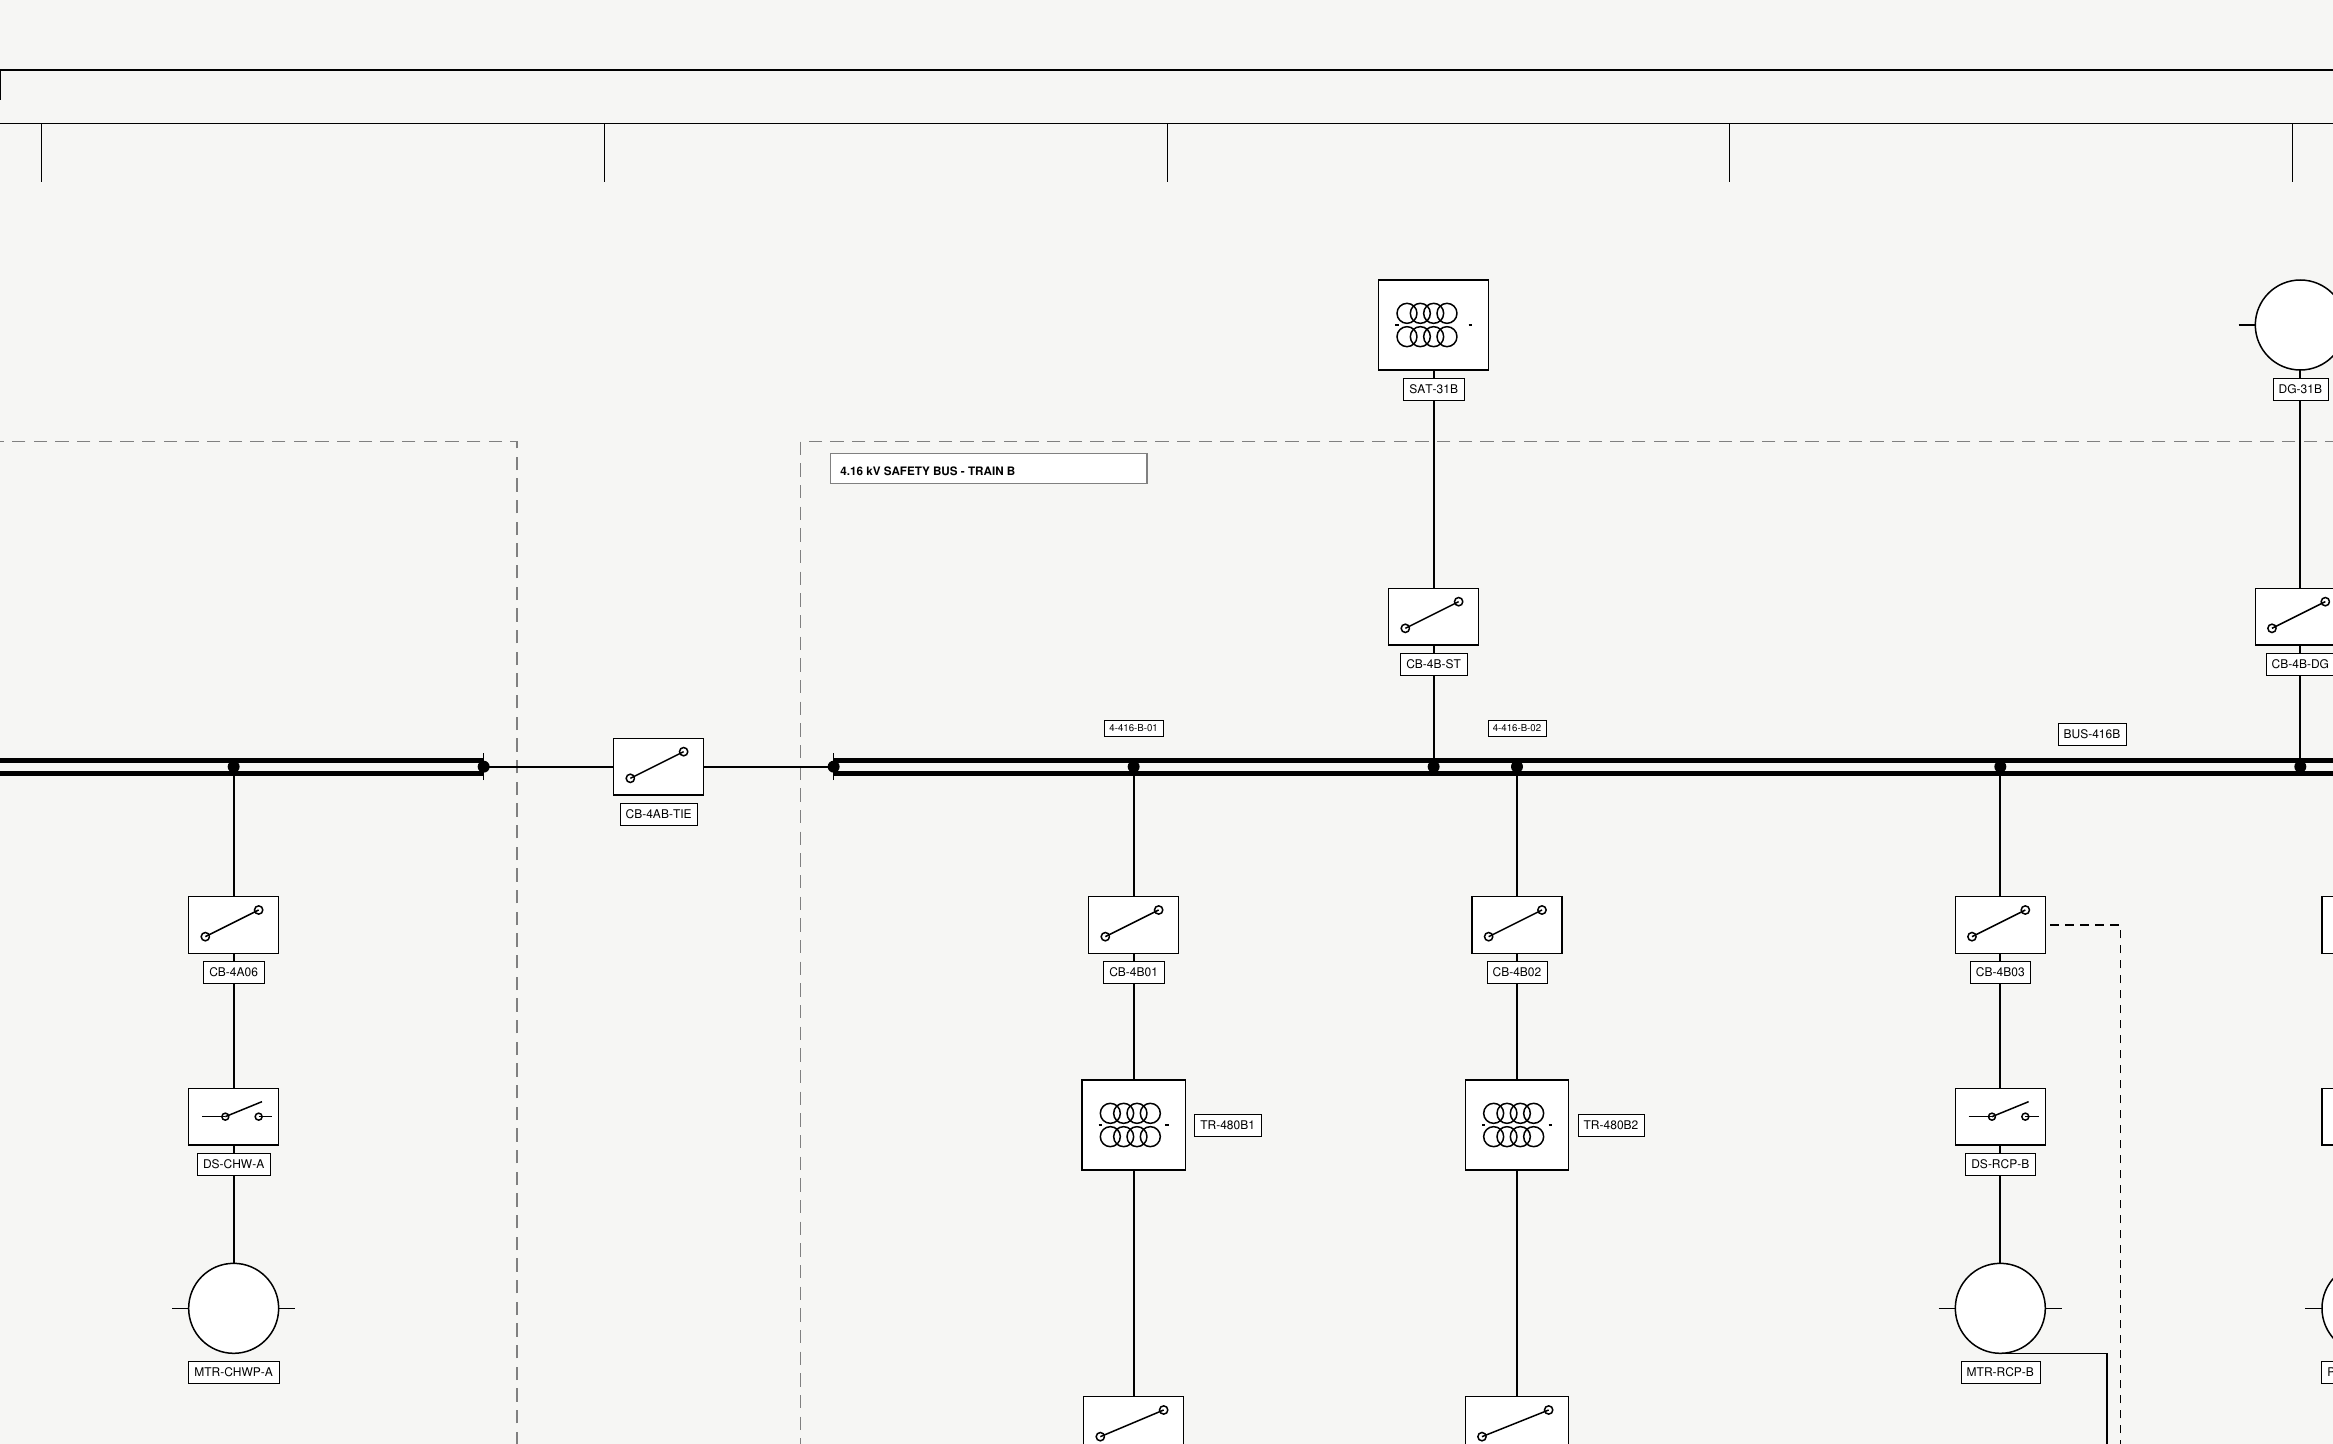 SAT-31B
DG-31B
4.16 kV SAFETY BUS - TRAIN B
CB-4B-ST
CB-4B-DG
4-416-B-01
4-416-B-02
BUS-416B
CB-4AB-TIE
CB-4A06
CB-4B01
CB-4B02
CB-4B03
TR-480B1
TR-480B2
DS-CHW-A
DS-RCP-B
MTR-CHWP-A
MTR-RCP-B